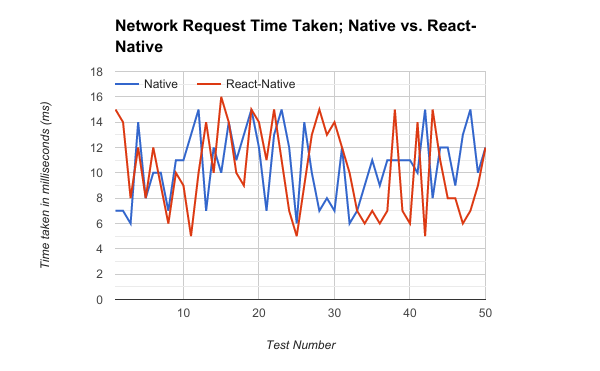 Network Request Time Taken; Native vs. React-
Native
Native
React-Native
Time taken in milliseconds (ms)
18
16
14
12
10
8
6
4
2
0
10
20
30
40
50
Test Number